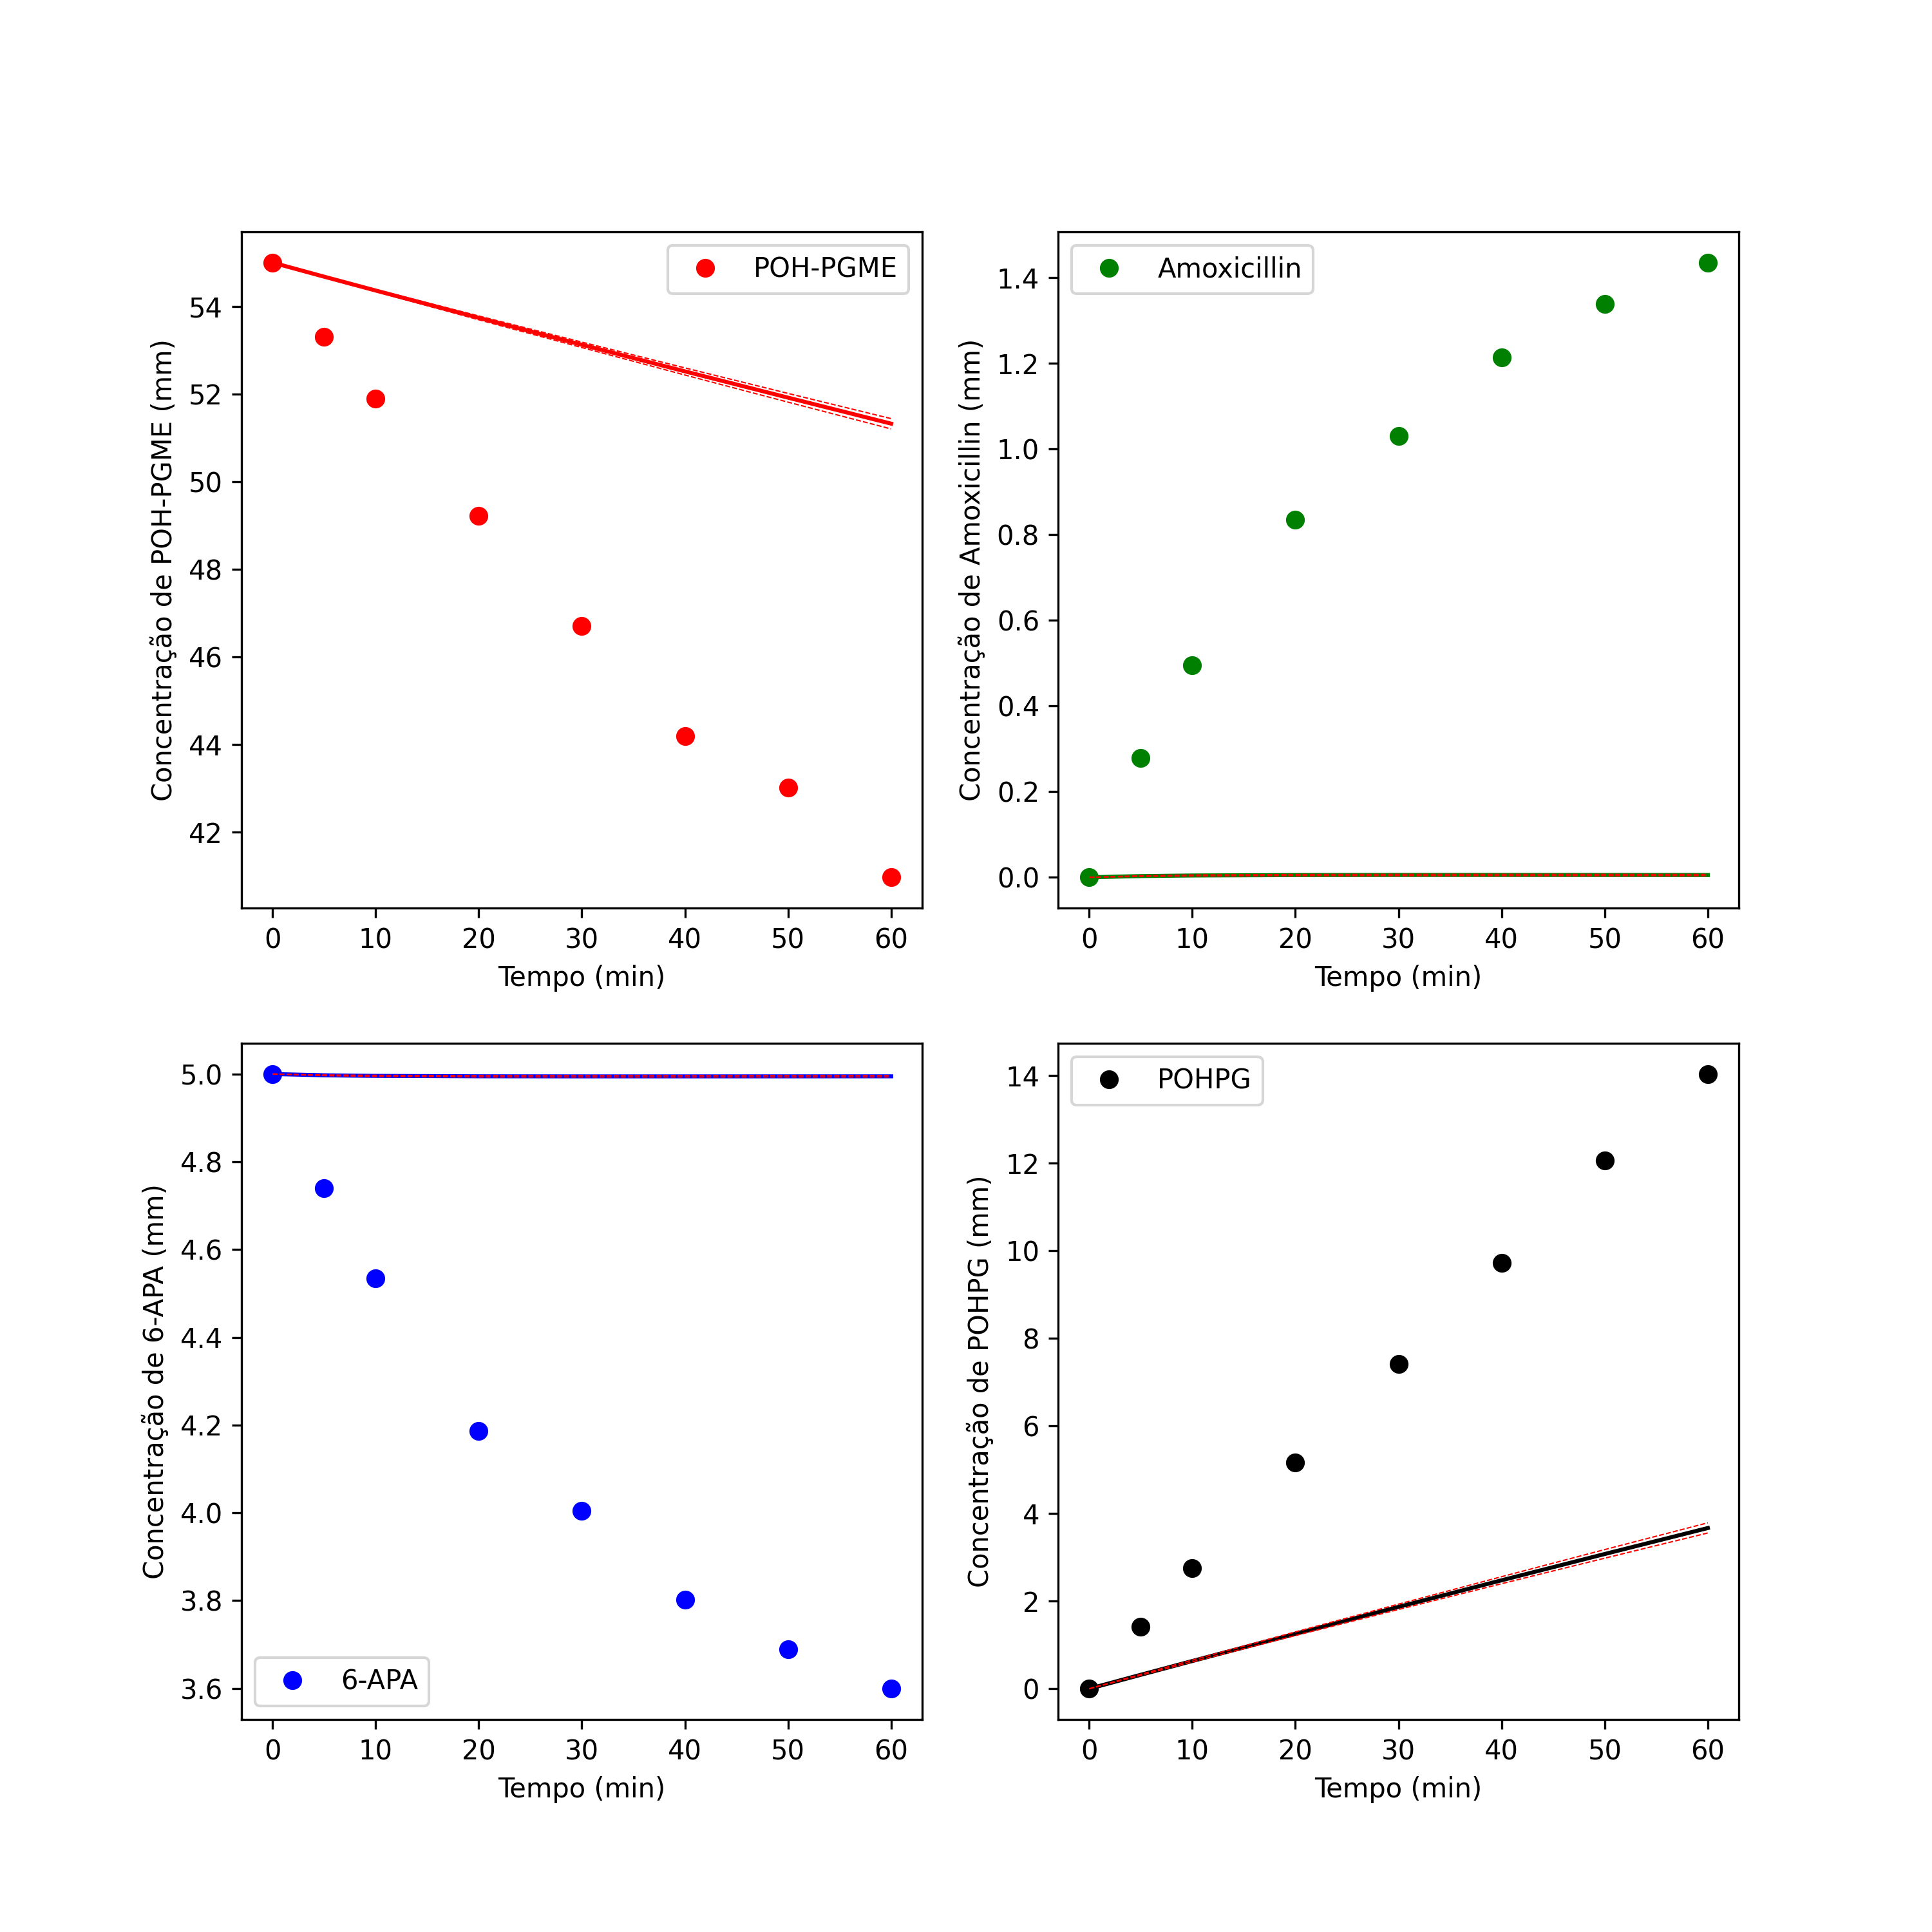 POH-PGME
Concentração de POH-PGME (mm)
54
52
50
48
46
44
42
0 10 20 30 40 50 60
Tempo (min)
Amoxicillin
Concentração de Amoxicillin (mm)
1.4
1.2
1.0
0.8
0.6
0.4
0.2
0.0
0 10 20 30 40 50 60
Tempo (min)
6-APA
Concentração de 6-APA (mm)
5.0
4.8
4.6
4.4
4.2
4.0
3.8
3.6
0 10 20 30 40 50 60
Tempo (min)
POHPG
Concentração de POHPG (mm)
14
12
10
8
6
4
2
0
0 10 20 30 40 50 60
Tempo (min)